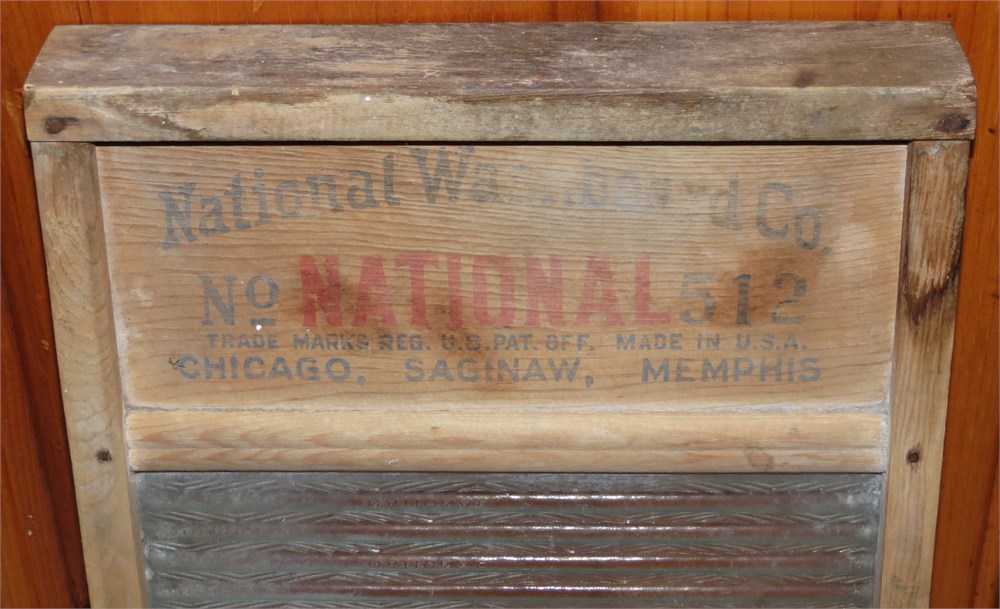 National Washboard Co.
No NATIONAL 512
TRADE MARKS REG. U.S. PAT. OFF. MADE IN U.S.A.
CHICAGO, SAGINAW, MEMPHIS